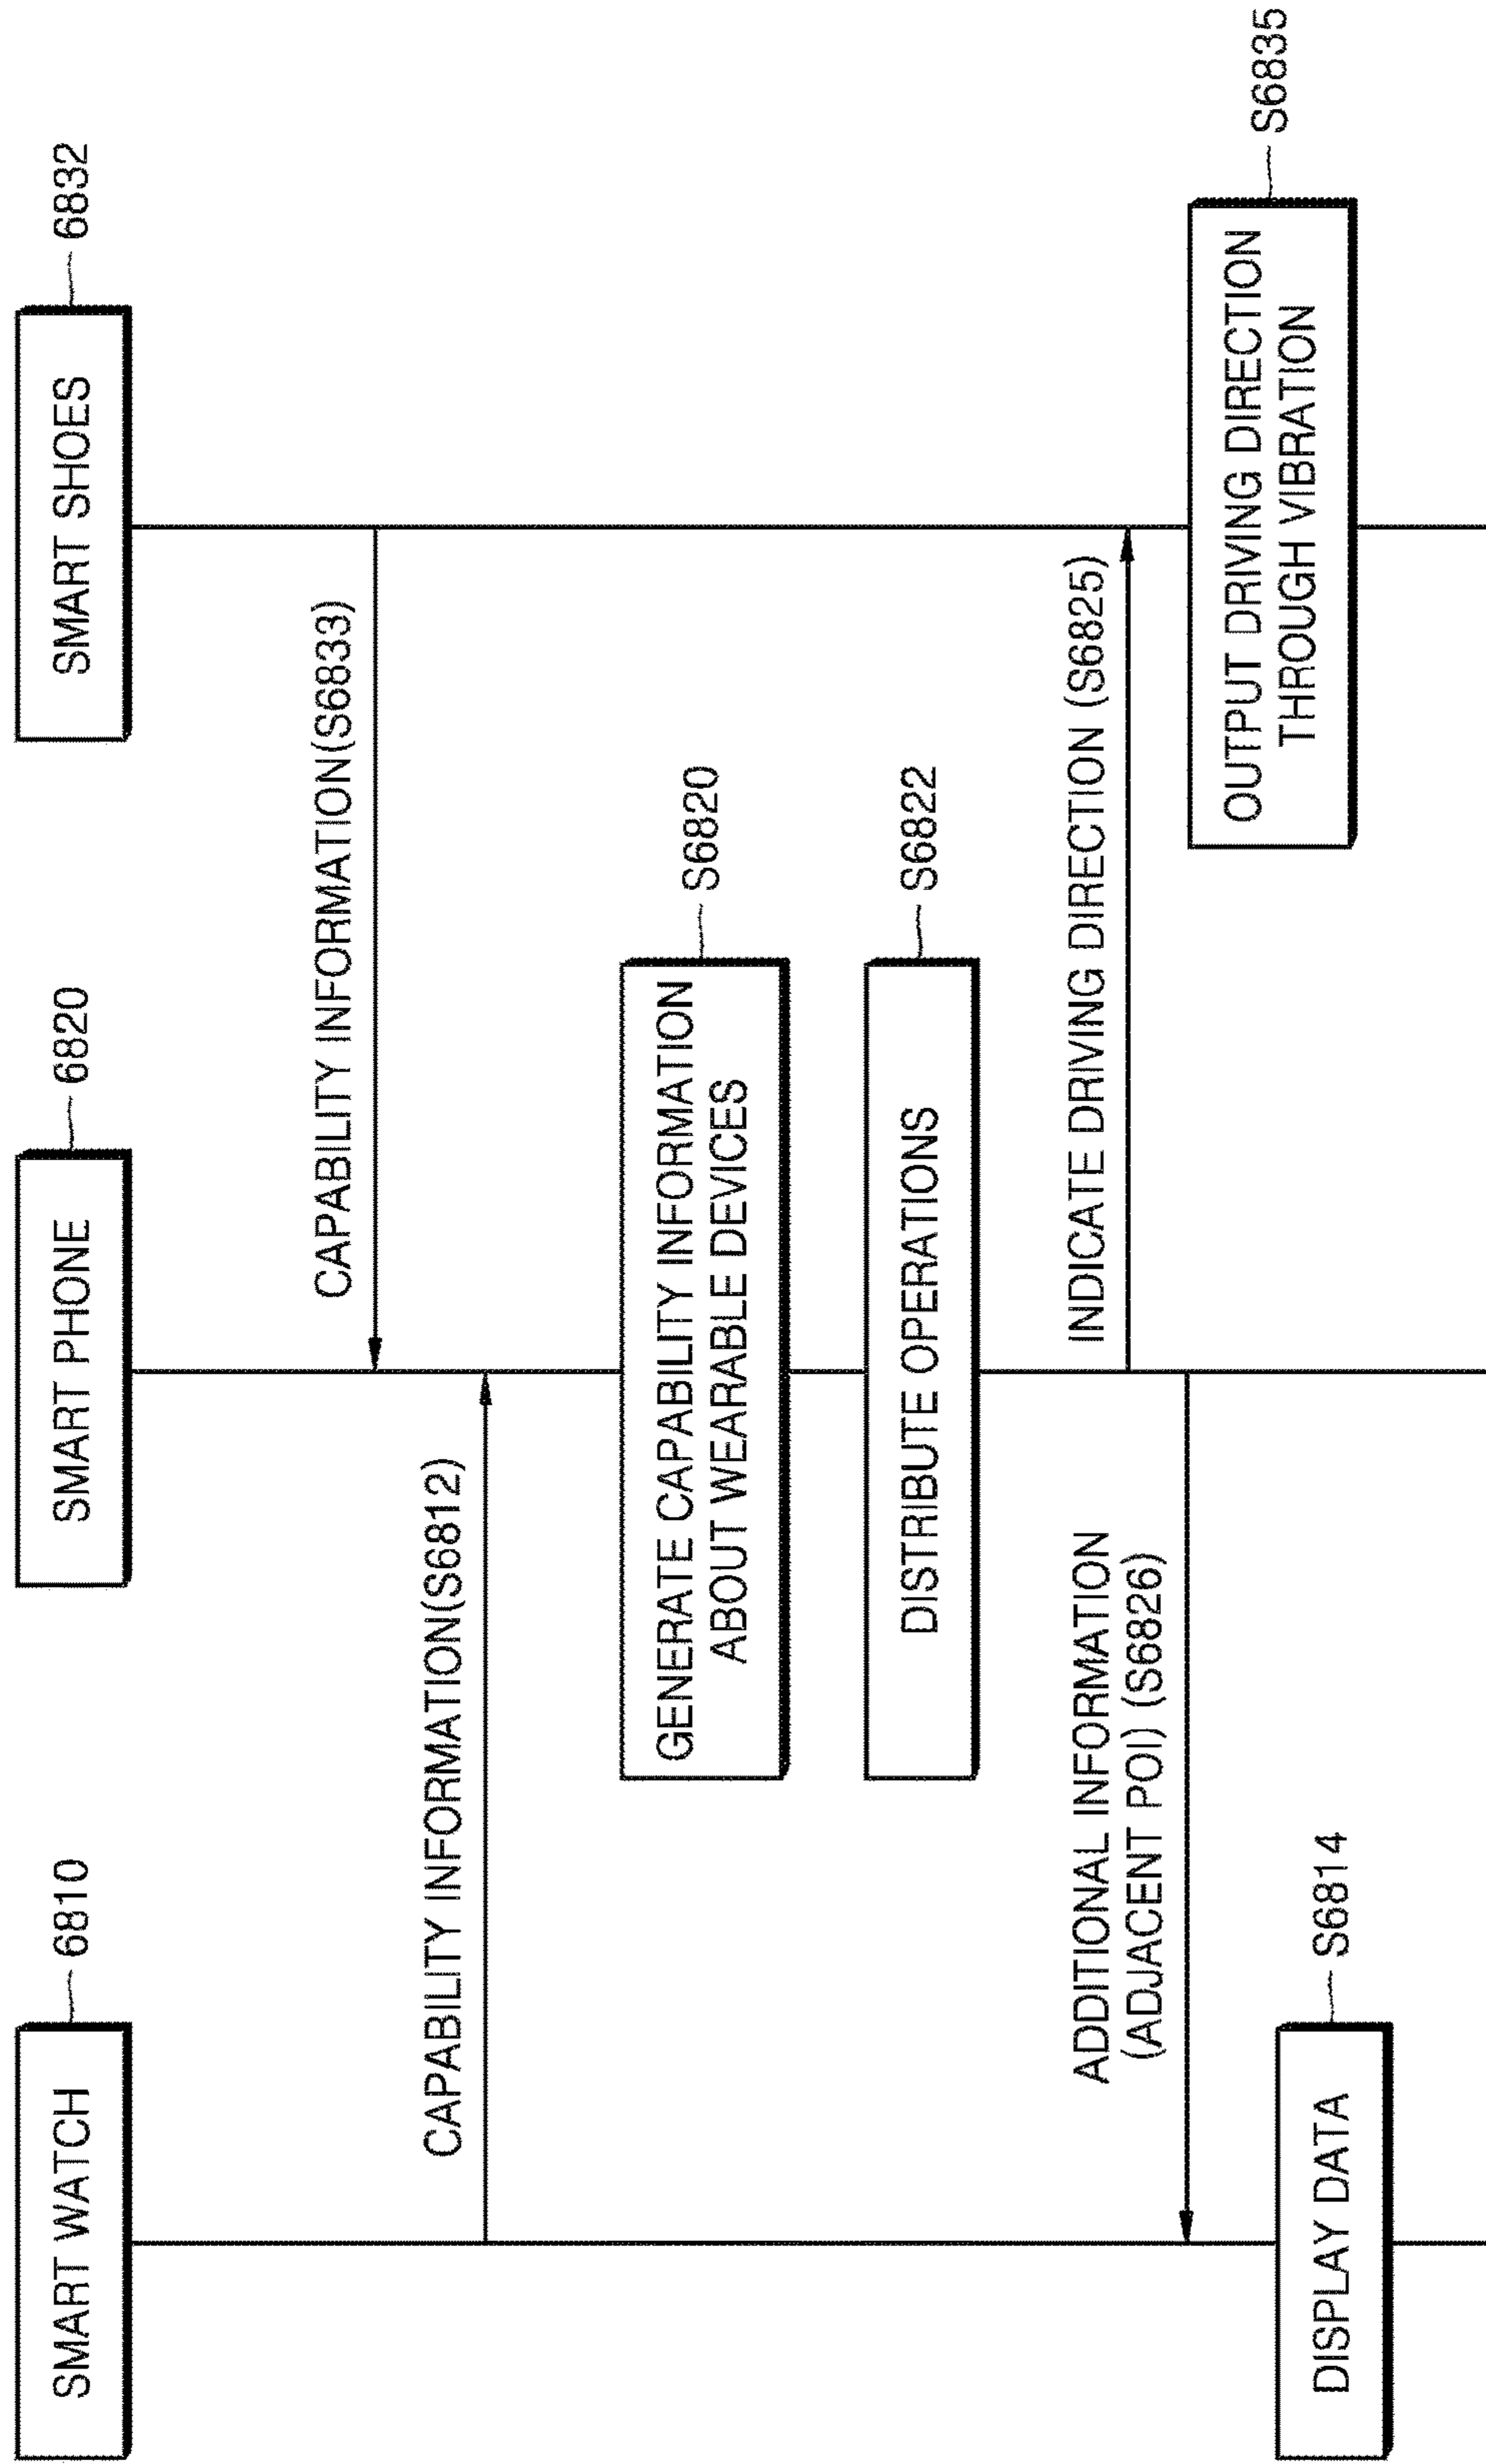 SMART WATCH
6810
SMART PHONE
6820
SMART SHOES
6832
CAPABILITY INFORMATION(S6833)
CAPABILITY INFORMATION(S6812)
GENERATE CAPABILITY INFORMATION
ABOUT WEARABLE DEVICES
S6820
DISTRIBUTE OPERATIONS
S6822
INDICATE DRIVING DIRECTION (S6825)
ADDITIONAL INFORMATION
(ADJACENT POI) (S6826)
OUTPUT DRIVING DIRECTION
THROUGH VIBRATION
S6835
DISPLAY DATA
S6814